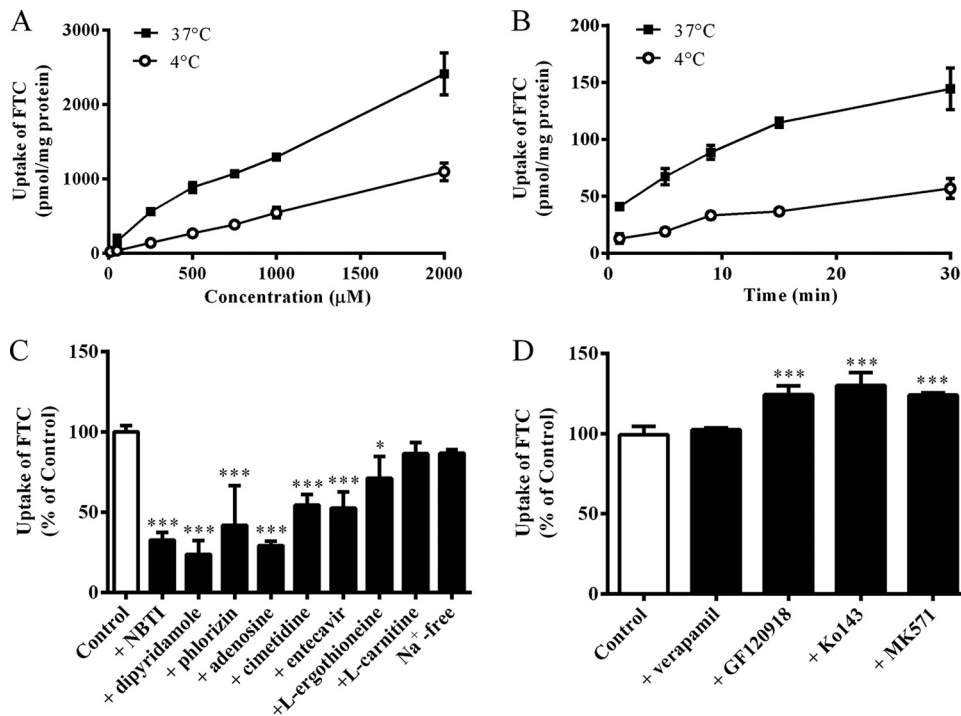 A
37°C
4°C
Uptake of FTC
(pmol/mg protein)
3000
2000
1000
0
0
500
1000
1500
2000
Concentration (μM)
B
37°C
4°C
Uptake of FTC
(pmol/mg protein)
200
150
100
50
0
0
10
20
30
Time (min)
C
Uptake of FTC
(% of Control)
150
100
50
0
***
***
***
***
***
***
*
Control
+ NBTI
+ dipyridamole
+ phlorizin
+ adenosine
+ cimetidine
+ entecavir
+L-ergothioneine
+L-carnitine
Na⁺-free
D
Uptake of FTC
(% of Control)
150
100
50
0
***
***
***
Control
+ verapamil
+ GF120918
+ Ko143
+ MK571